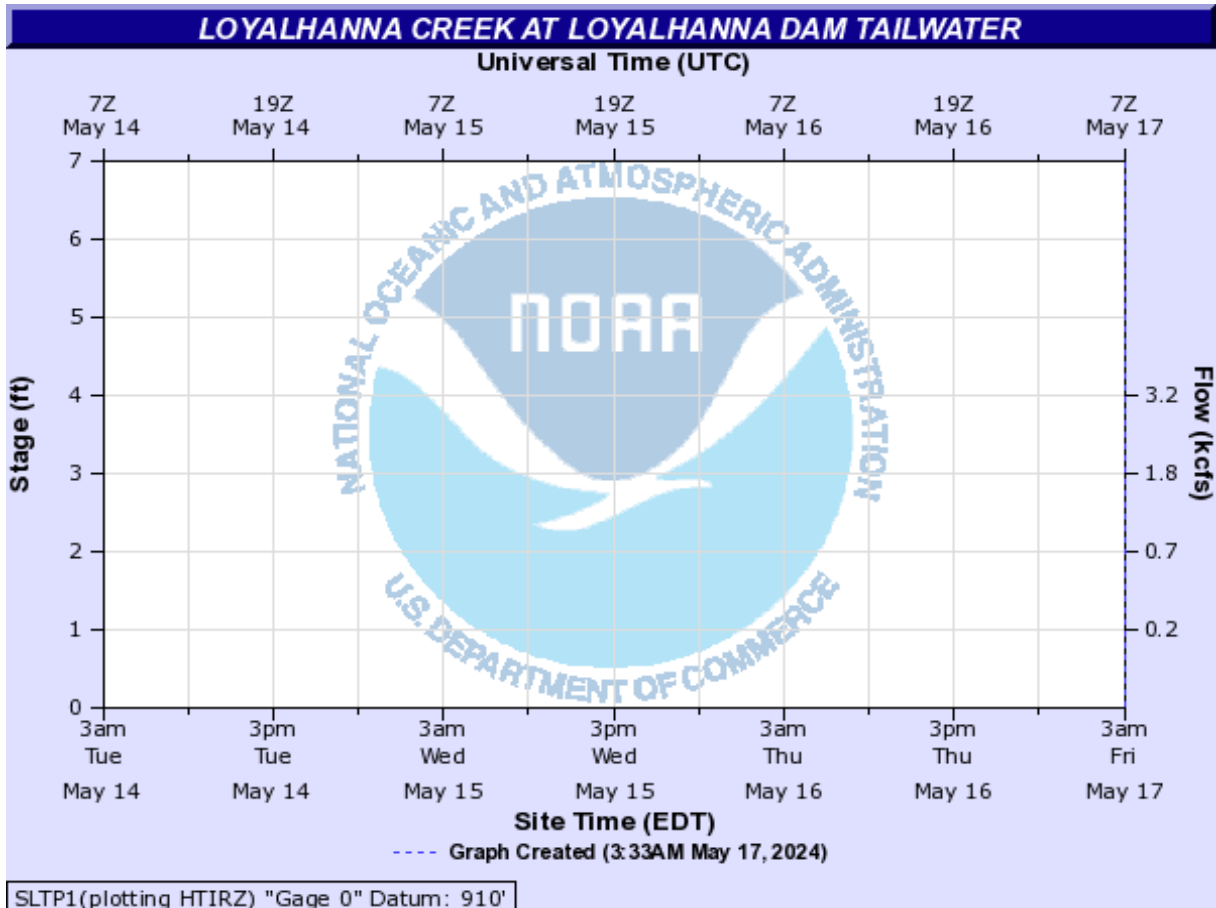 LOYALHANNA CREEK AT LOYALHANNA DAM TAILWATER
Universal Time (UTC)
7Z 19Z 7Z 19Z 7Z 19Z 7Z
May 14 May 14 May 15 May 15 May 16 May 16 May 17
7
6
5
4
3
2
1
0
Stage (ft)
NATIONAL OCEANIC AND ATMOSPHERIC ADMINISTRATION
NOAA
U.S. DEPARTMENT OF COMMERCE
3.2
1.8
0.7
0.2
Flow (kcfs)
3am 3pm 3am 3pm 3am 3pm 3am
Tue Tue Wed Wed Thu Thu Fri
May 14 May 14 May 15 May 15 May 16 May 16 May 17
Site Time (EDT)
---- Graph Created (3:33AM May 17, 2024)
SLTP1(plotting HTIRZ) "Gage 0" Datum: 910'